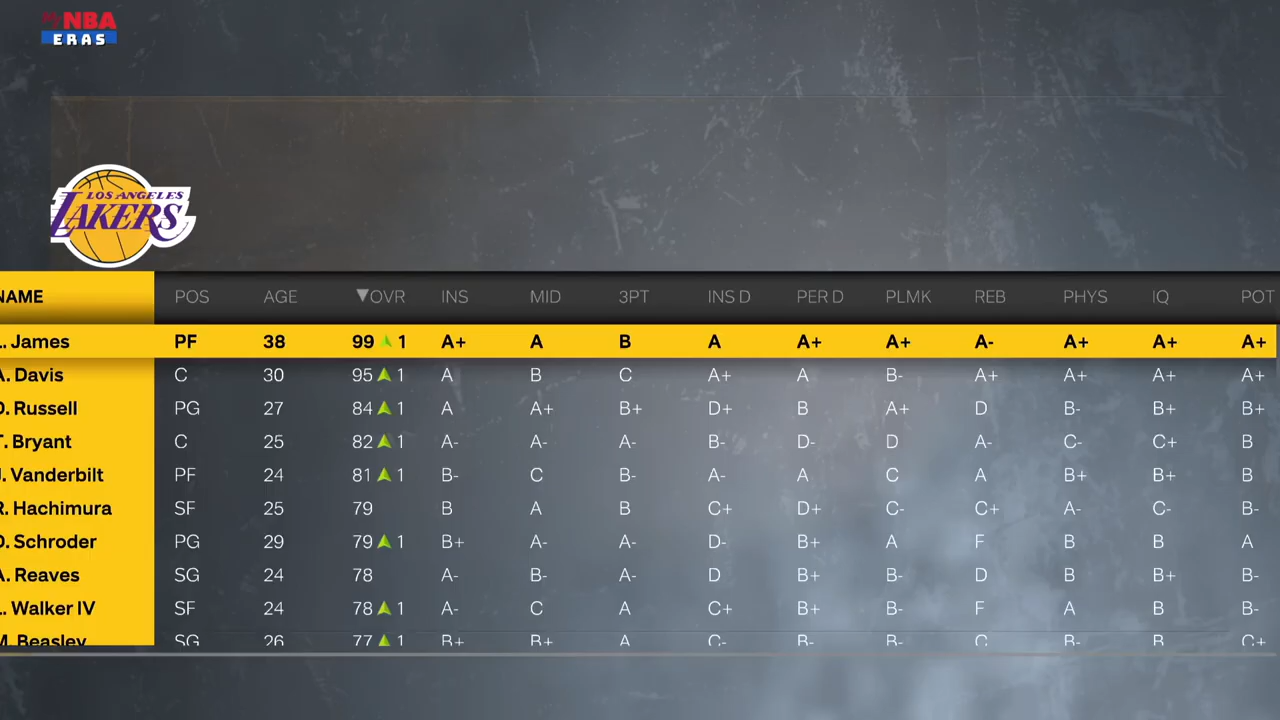 MyNBA
ERAS
LOS ANGELES
LAKERS
NAME POS AGE ▼OVR INS MID 3PT INS D PER D PLMK REB PHYS IQ POT
L. James PF 38 99 ▲ 1 A+ A B A A+ A+ A- A+ A+ A+
A. Davis C 30 95 ▲ 1 A B C A+ A B- A+ A+ A+ A+
D. Russell PG 27 84 ▲ 1 A A+ B+ D+ B A+ D B- B+ B+
T. Bryant C 25 82 ▲ 1 A- A- A- B- D- D A- C- C+ B
J. Vanderbilt PF 24 81 ▲ 1 B- C B- A- A C A B+ B+ B
R. Hachimura SF 25 79 B A B C+ D+ C- C+ A- C- B-
D. Schroder PG 29 79 ▲ 1 B+ A- A- D- B+ A F B B A
A. Reaves SG 24 78 A- B- A- D B+ B- D B B+ B-
L. Walker IV SF 24 78 ▲ 1 A- C A C+ B+ B- F A B B-
M. Beasley SG 26 77 ▲ 1 B+ B+ A C- B- B- C B- B C+